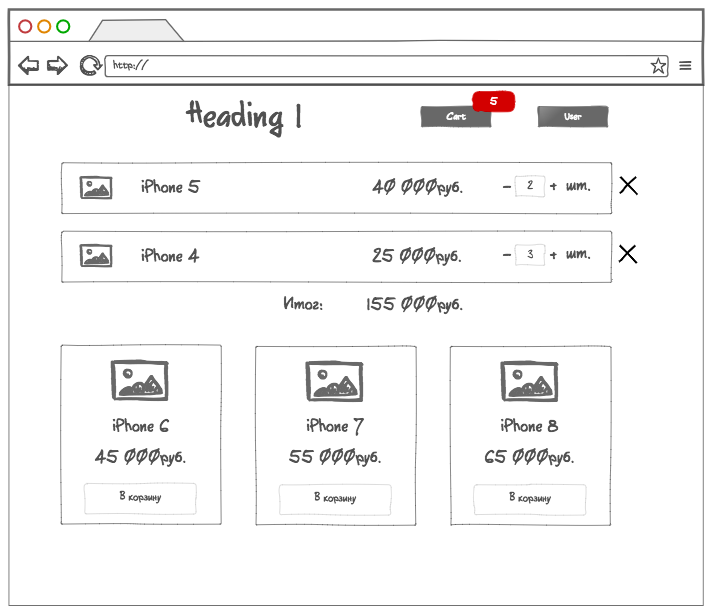 http://
Heading 1
Cart 5 User
iPhone 5 40 000руб. - 2 + шт.
iPhone 4 25 000руб. - 3 + шт.
Итог: 155 000руб.
iPhone 6 iPhone 7 iPhone 8
45 000руб. 55 000руб. 65 000руб.
В корзину В корзину В корзину